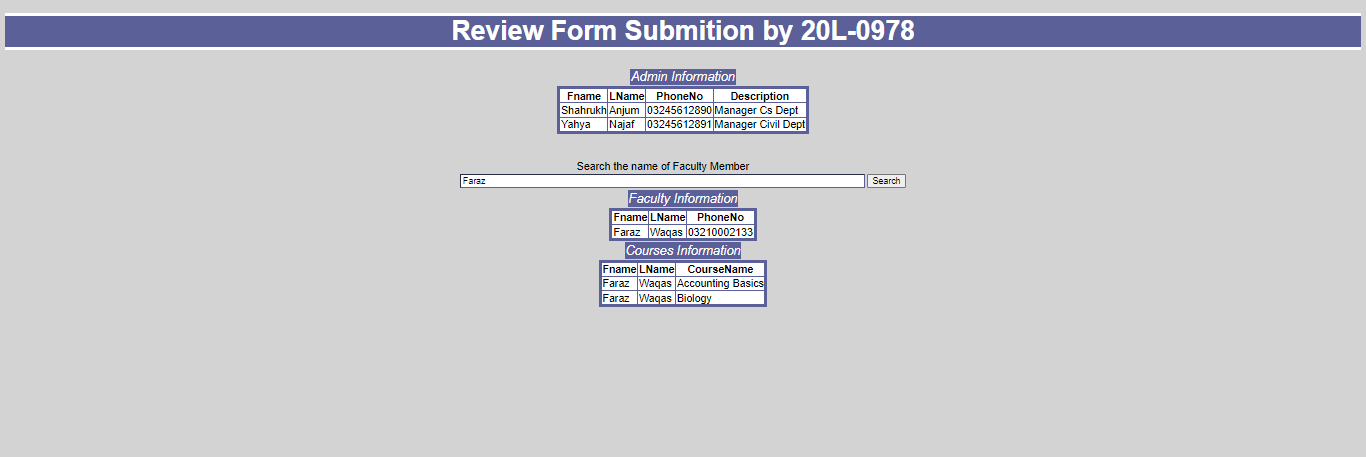 Review Form Submition by 20L-0978
Admin Information
Fname LName PhoneNo Description
Shahrukh Anjum 03245612890 Manager Cs Dept
Yahya Najaf 03245612891 Manager Civil Dept
Search the name of Faculty Member
Faraz Search
Faculty Information
Fname LName PhoneNo
Faraz Waqas 03210002133
Courses Information
Fname LName CourseName
Faraz Waqas Accounting Basics
Faraz Waqas Biology